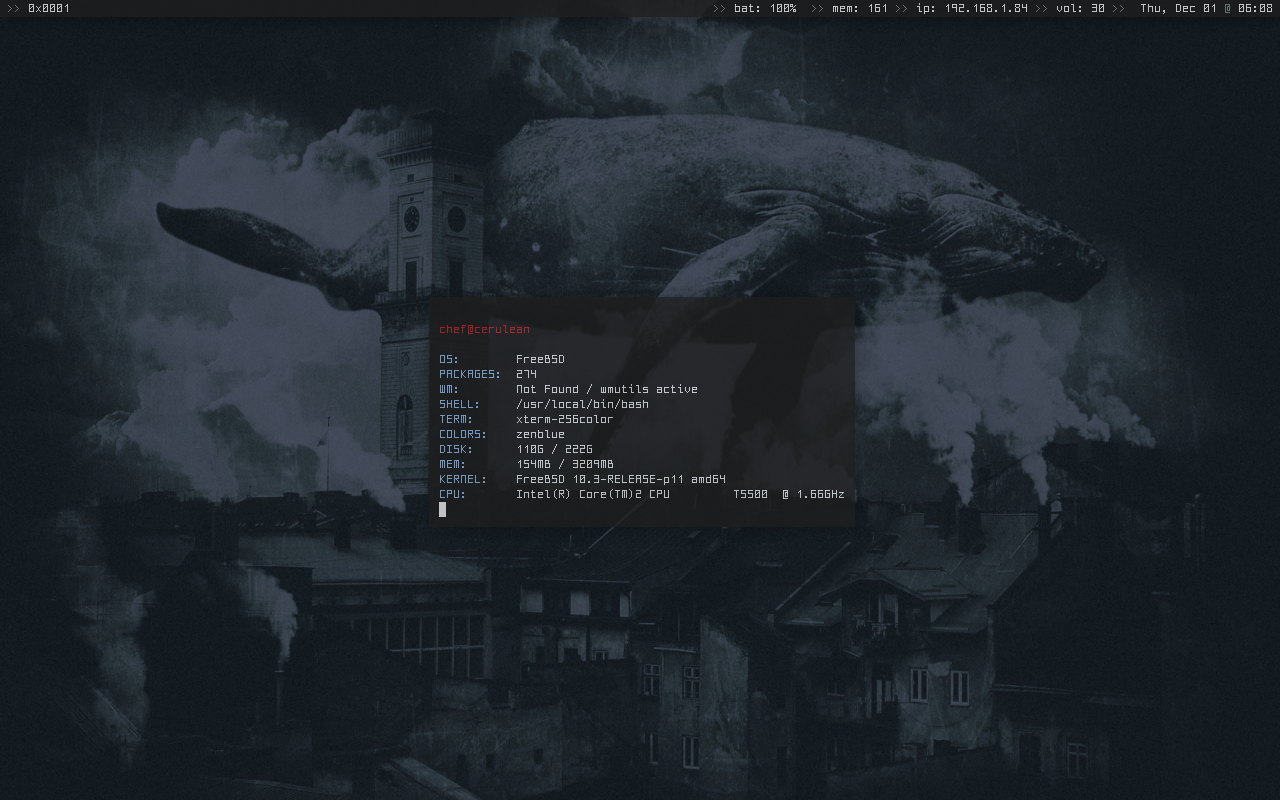 >> 0x0001 >> bat: 100% >> mem: 161 >> ip: 192.168.1.84 >> vol: 30 >> Thu, Dec 01 @ 06:08
chef@cerulean
OS: FreeBSD
PACKAGES: 274
WM: Not Found / wmutils active
SHELL: /usr/local/bin/bash
TERM: xterm-256color
COLORS: zenblue
DISK: 110G / 222G
MEM: 154MB / 3209MB
KERNEL: FreeBSD 10.3-RELEASE-p11 amd64
CPU: Intel(R) Core(TM)2 CPU T5500 @ 1.66GHz